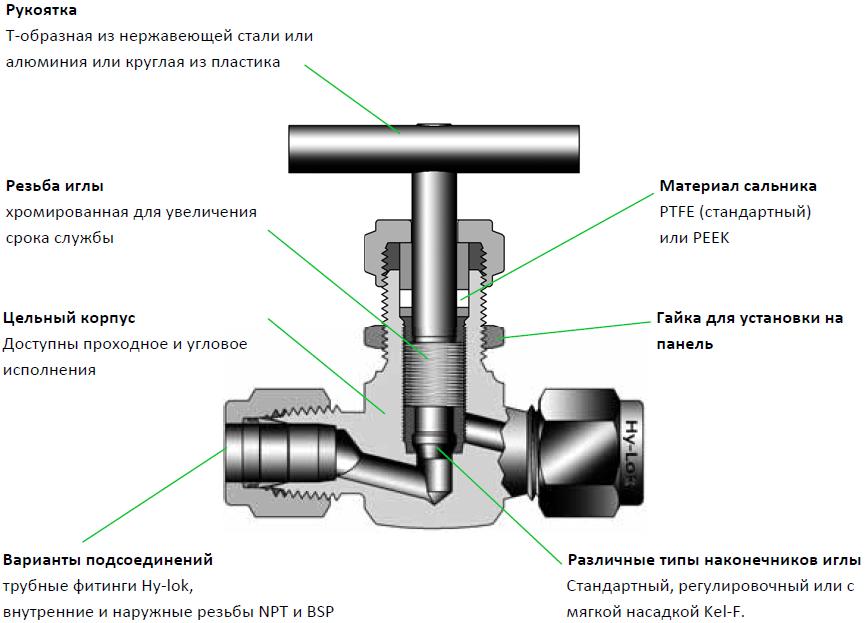 Рукоятка
Т-образная из нержавеющей стали или
алюминия или круглая из пластика
Резьба иглы
хромированная для увеличения
срока службы
Материал сальника
PTFE (стандартный)
или PEEK
Цельный корпус
Доступны проходное и угловое
исполнения
Гайка для установки на
панель
Hy-LOK
Варианты подсоединений
трубные фитинги Hy-lok,
внутренние и наружные резьбы NPT и BSP
Различные типы наконечников иглы
Стандартный, регулировочный или с
мягкой насадкой Kel-F.